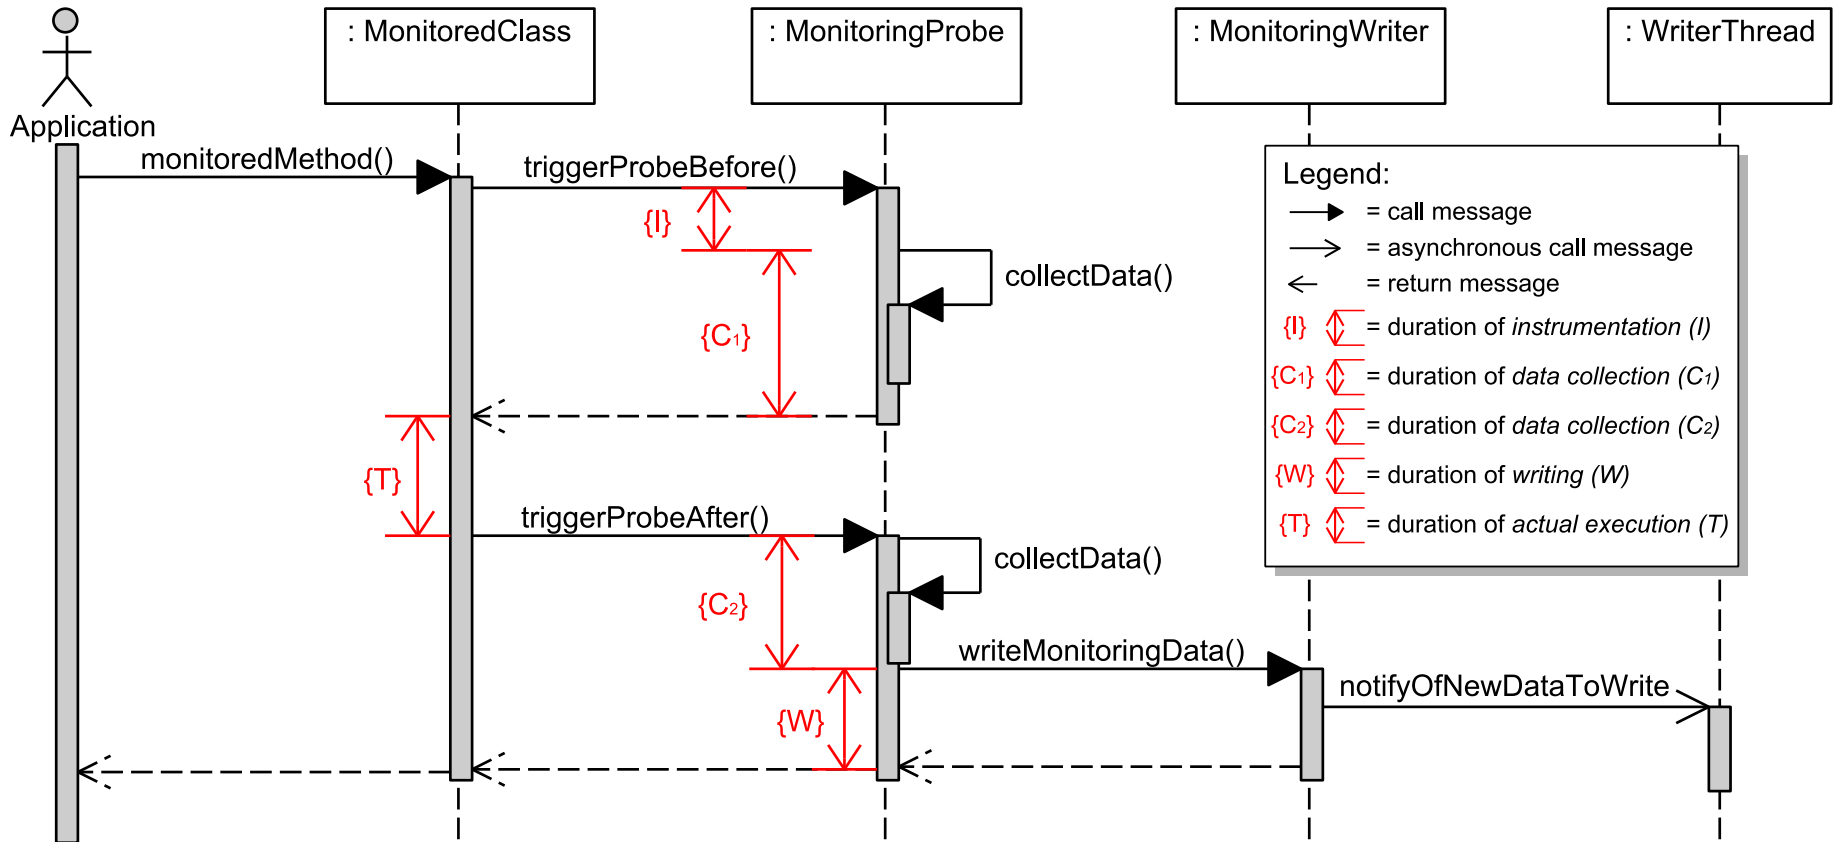 : MonitoredClass
: MonitoringProbe
: MonitoringWriter
: WriterThread
Application
monitoredMethod()
triggerProbeBefore()
{I}
collectData()
{C1}
{T}
triggerProbeAfter()
collectData()
{C2}
writeMonitoringData()
notifyOfNewDataToWrite
{W}
Legend:
= call message
= asynchronous call message
= return message
{I} = duration of instrumentation (I)
{C1} = duration of data collection (C1)
{C2} = duration of data collection (C2)
{W} = duration of writing (W)
{T} = duration of actual execution (T)